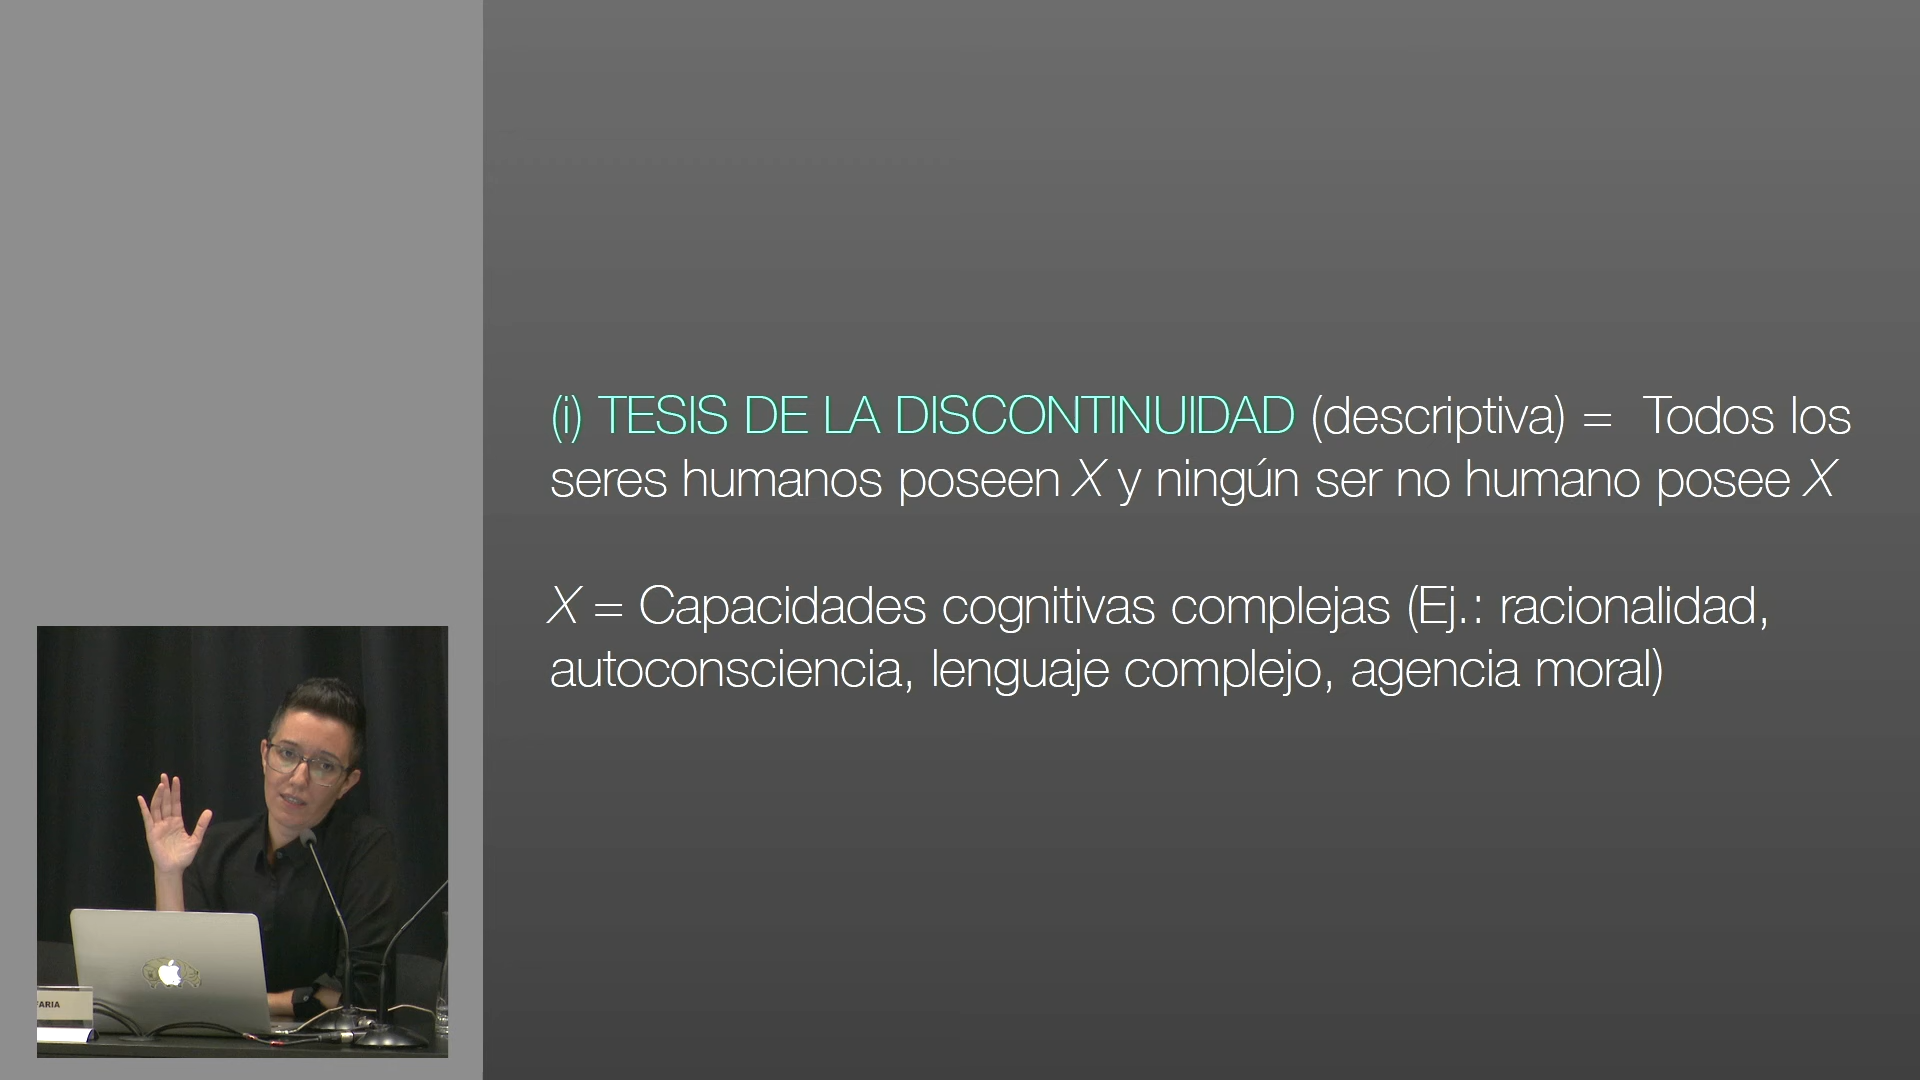 (i) TESIS DE LA DISCONTINUIDAD (descriptiva) = Todos los
seres humanos poseen X y ningún ser no humano posee X
X = Capacidades cognitivas complejas (Ej.: racionalidad,
autoconsciencia, lenguaje complejo, agencia moral)
FARIA